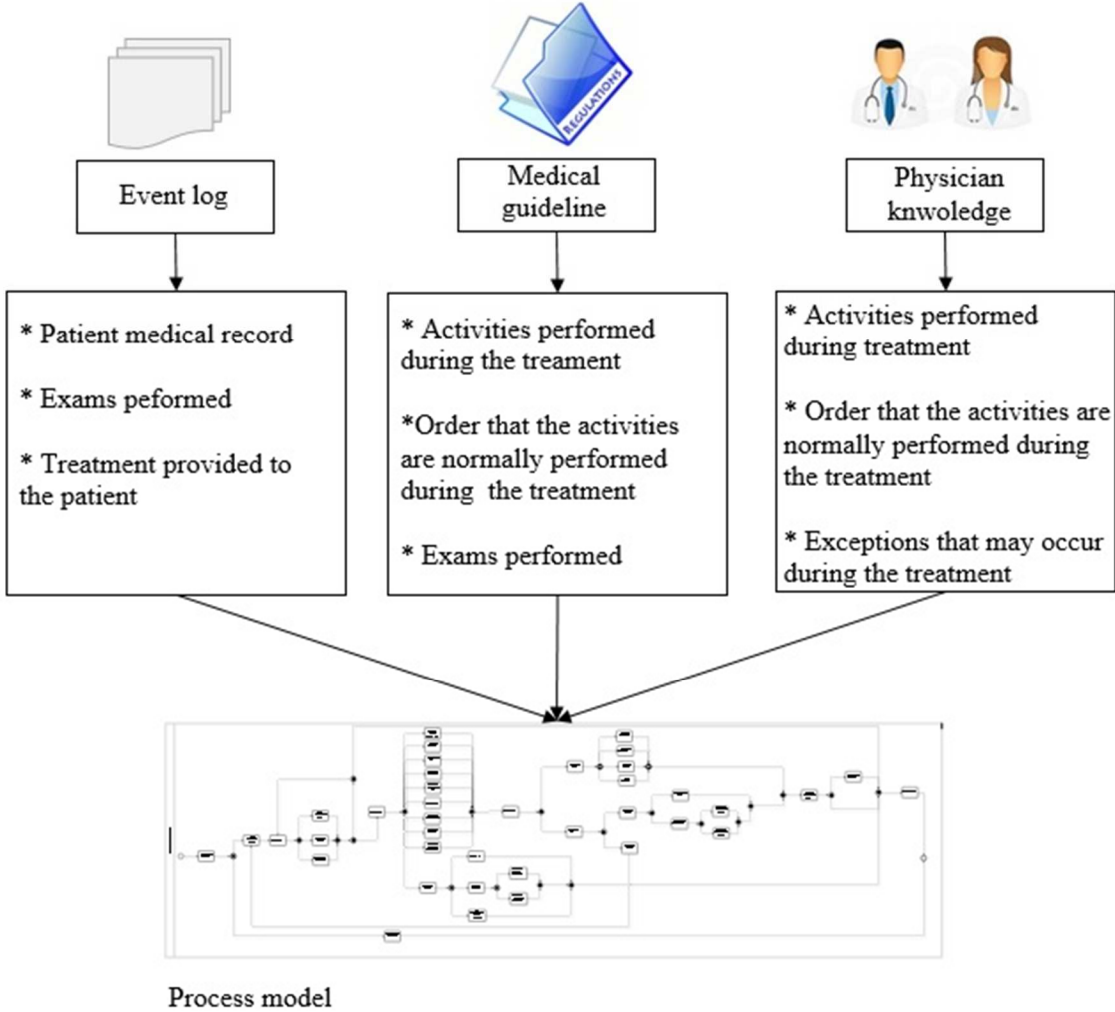 REGULATIONS
Event log
Medical
guideline
Physician
knwoledge
* Patient medical record
* Exams peformed
* Treatment provided to
the patient
* Activities performed
during the treament
*Order that the activities
are normally performed
during the treatment
* Exams performed
* Activities performed
during treatment
* Order that the activities are
normally performed during
the treatment
* Exceptions that may occur
during the treatment
Process model